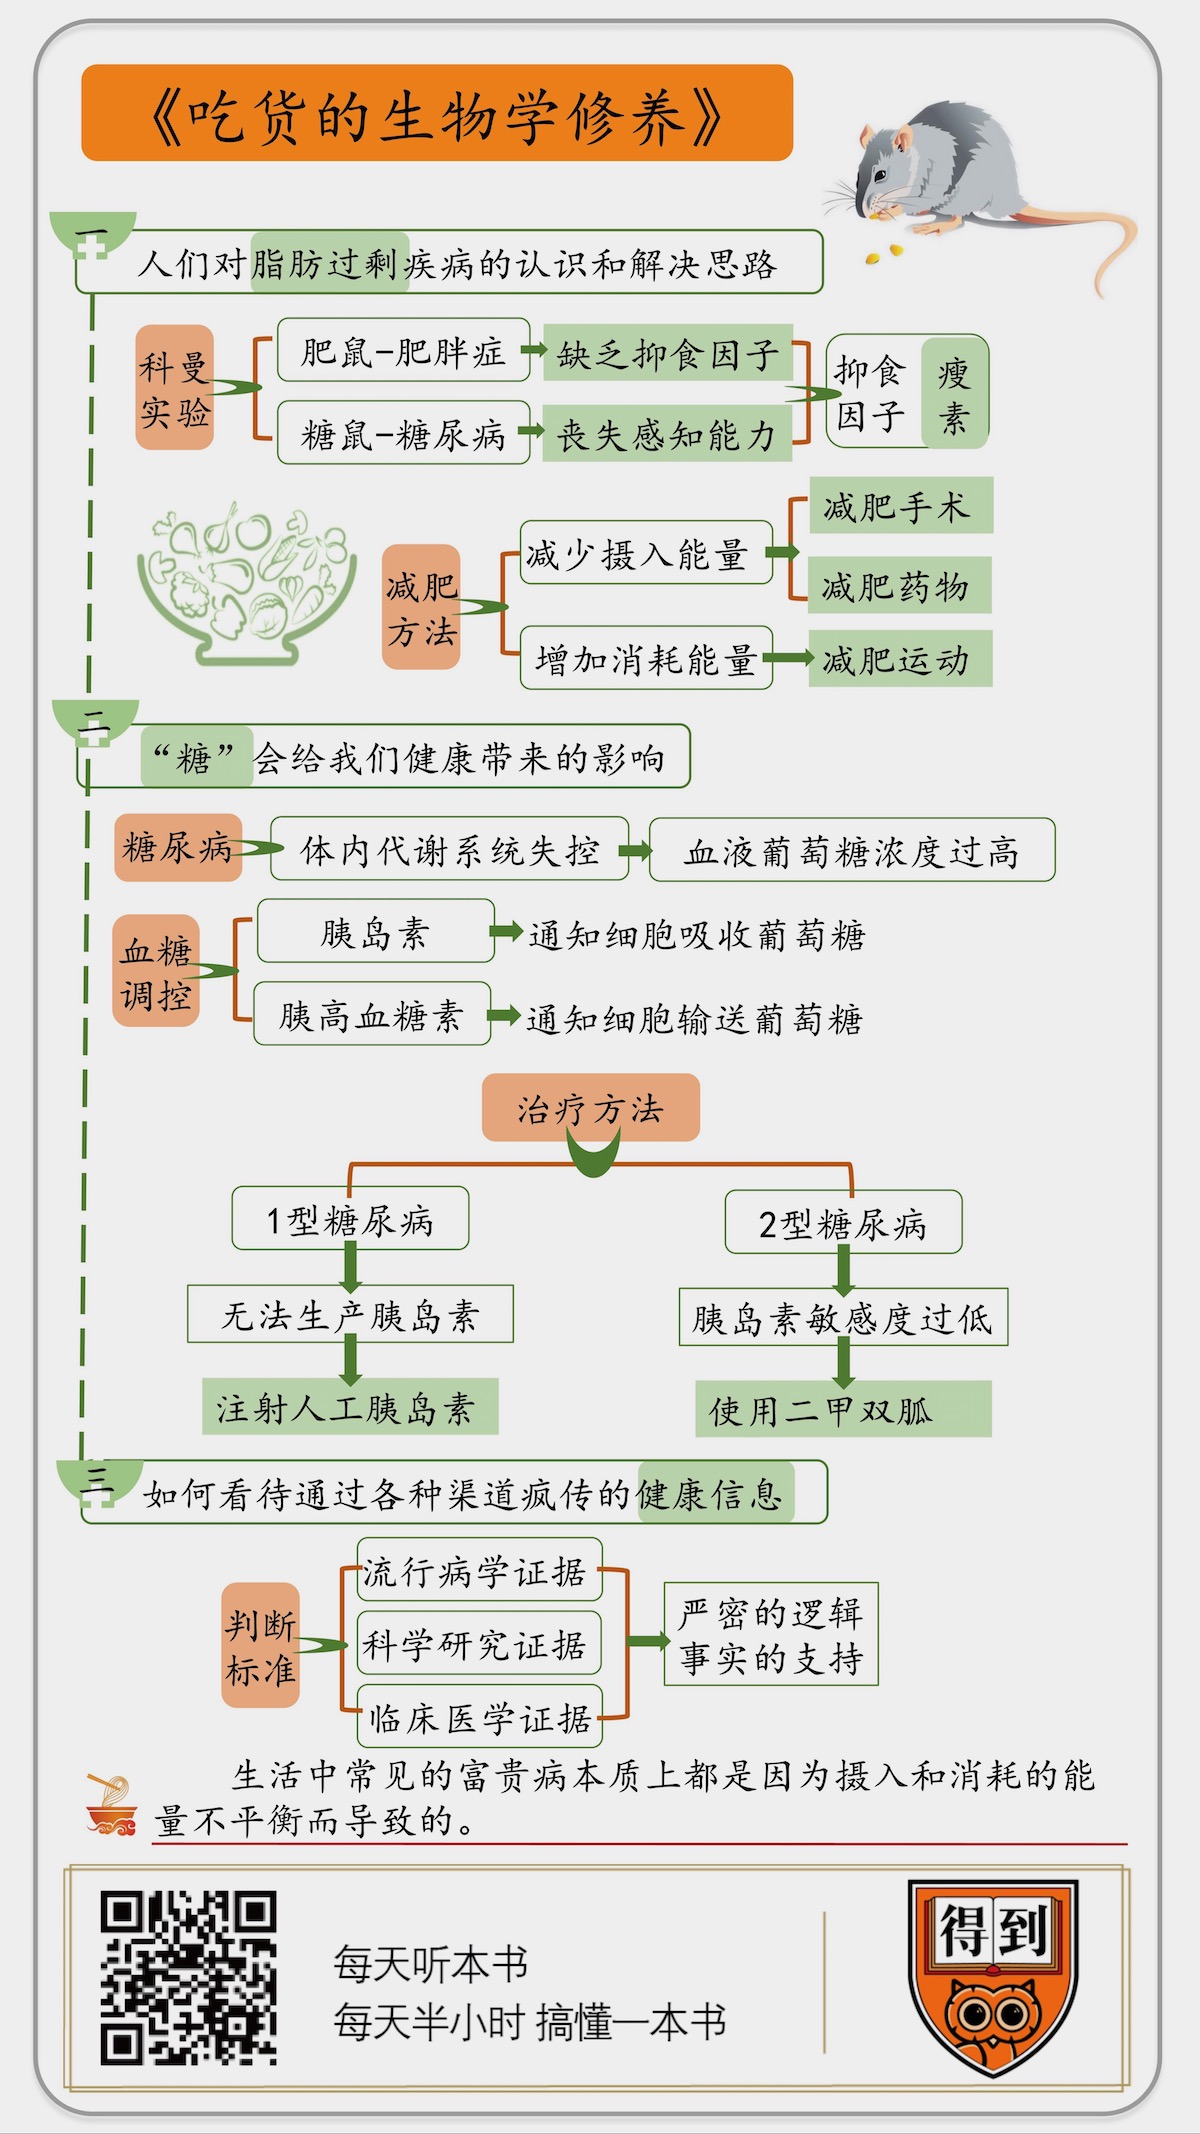 《吃货的生物学修养》
一
人们对脂肪过剩疾病的认识和解决思路
科曼
实验
肥鼠-肥胖症
缺乏抑食因子
糖鼠-糖尿病
丧失感知能力
抑食
因子
瘦
素
减肥
方法
减少摄入能量
减肥手术
减肥药物
增加消耗能量
减肥运动
二
“糖”会给我们健康带来的影响
糖尿病
体内代谢系统失控
血液葡萄糖浓度过高
血糖
调控
胰岛素
通知细胞吸收葡萄糖
胰高血糖素
通知细胞输送葡萄糖
治疗方法
1型糖尿病
无法生产胰岛素
注射人工胰岛素
2型糖尿病
胰岛素敏感度过低
使用二甲双胍
三
如何看待通过各种渠道疯传的健康信息
判断
标准
流行病学证据
科学研究证据
临床医学证据
严密的逻辑
事实的支持
生活中常见的富贵病本质上都是因为摄入和消耗的能
量不平衡而导致的。
每天听本书
每天半小时 搞懂一本书
得到